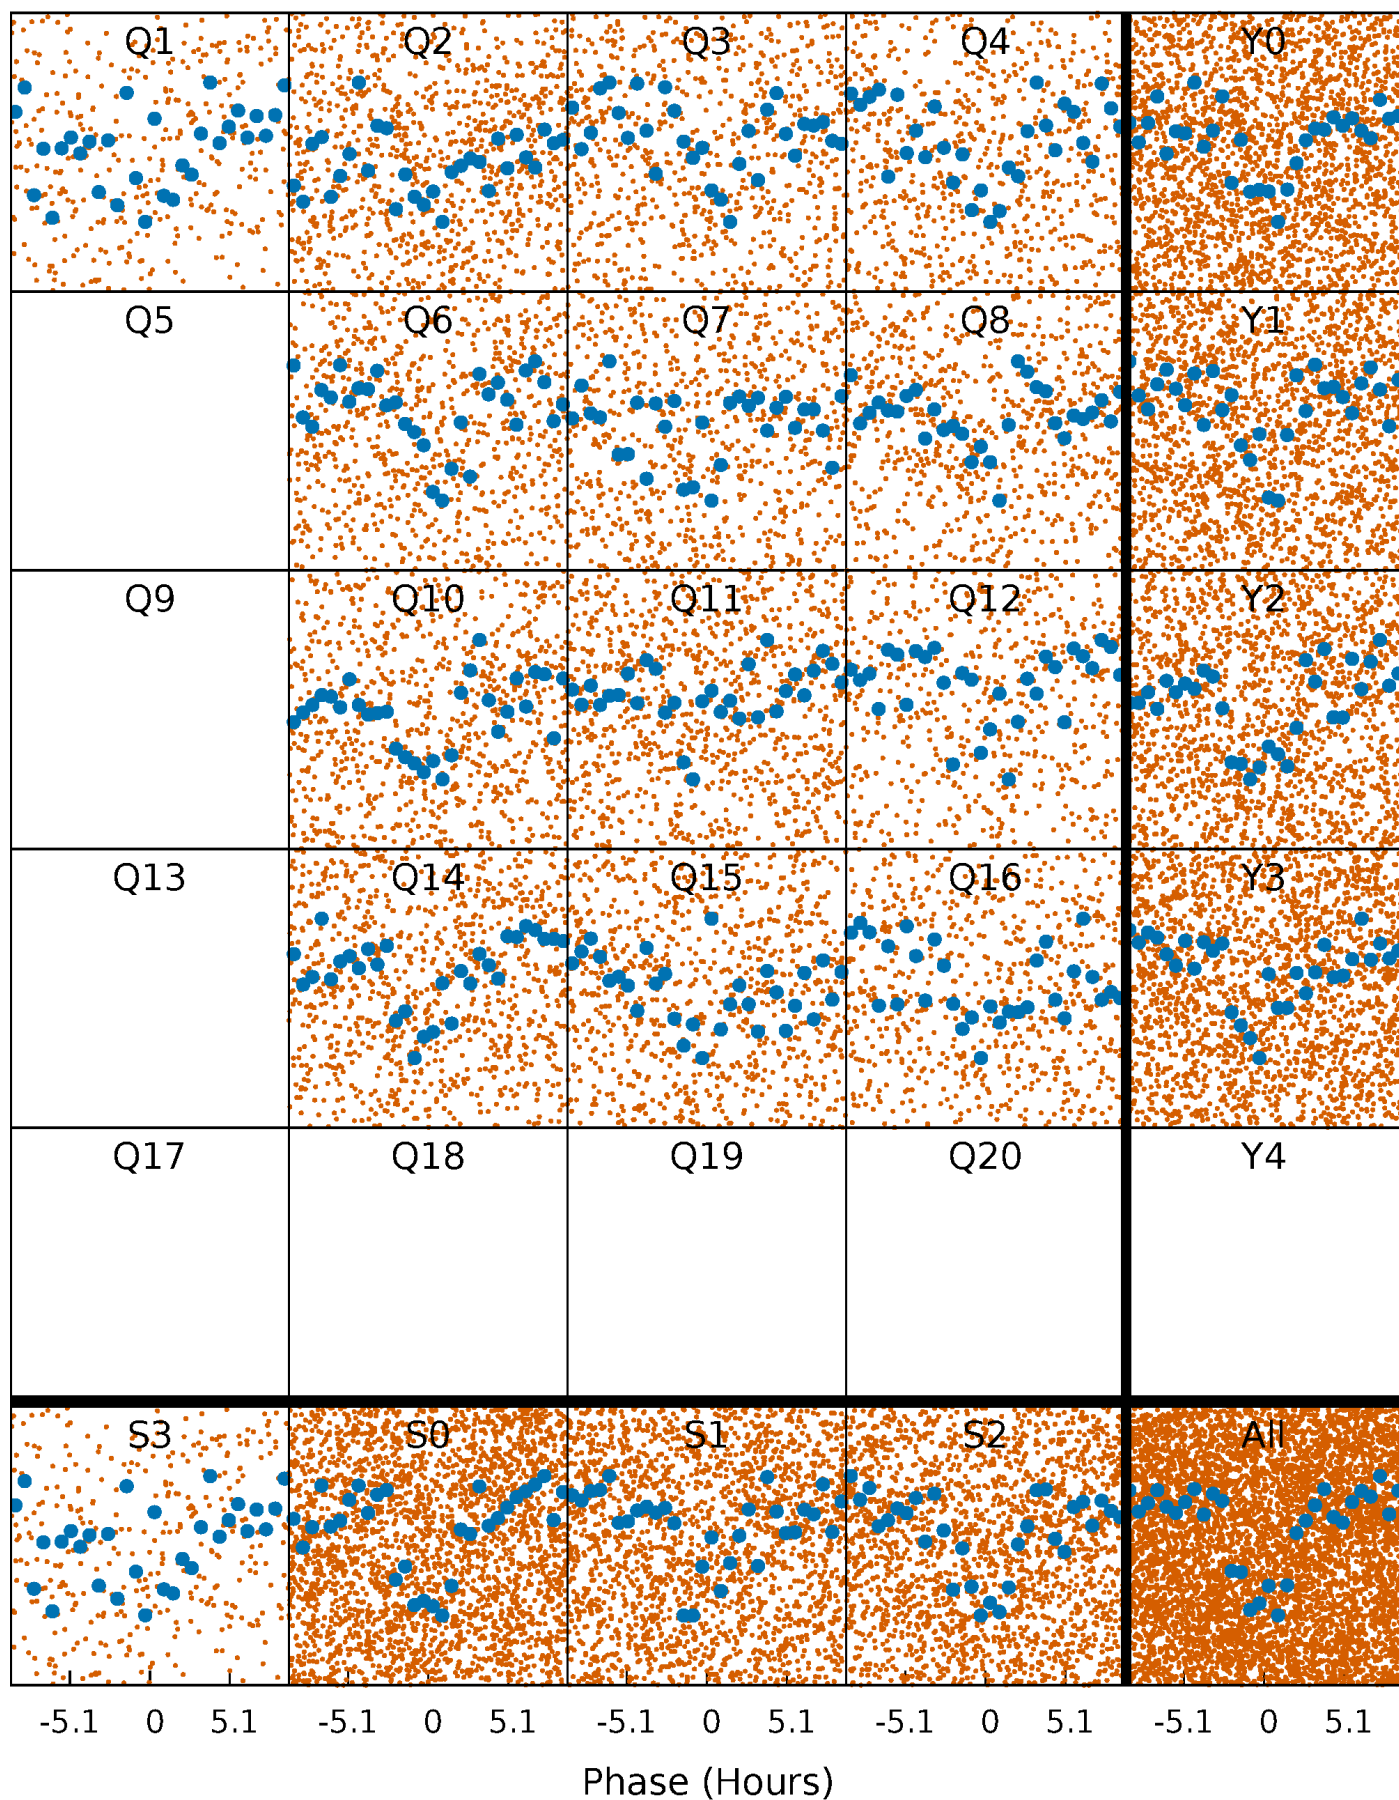 Q1 Q2 Q3 Q4 Y0
Q5 Q6 Q7 Q8 Y1
Q9 Q10 Q11 Q12 Y2
Q13 Q14 Q15 Q16 Y3
Q17 Q18 Q19 Q20 Y4
S3 S0 S1 S2 All
-5.1 0 5.1 -5.1 0 5.1 -5.1 0 5.1 -5.1 0 5.1 -5.1 0 5.1
Phase (Hours)